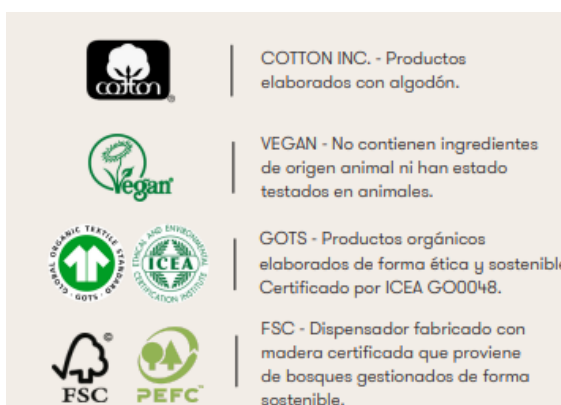 cotton
COTTON INC. - Productos
elaborados con algodón.
Vegan
VEGAN - No contienen ingredientes
de origen animal ni han estado
testados en animales.
GLOBAL ORGANIC TEXTILE STANDARD · GOTS ·
ETHICAL AND ENVIRONMENTAL CERTIFICATION INSTITUTE
ICEA
GOTS - Productos orgánicos
elaborados de forma ética y sostenible
Certificado por ICEA GO0048.
FSC
PEFC
FSC - Dispensador fabricado con
madera certificada que proviene
de bosques gestionados de forma
sostenible.